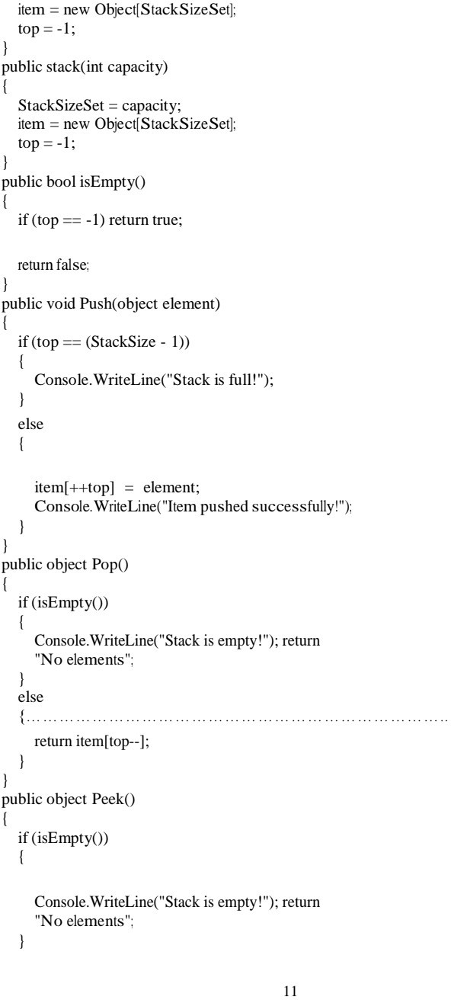 item = new Object[StackSizeSet];
top = -1;
}
public stack(int capacity)
{
StackSizeSet = capacity;
item = new Object[StackSizeSet];
top = -1;
}
public bool isEmpty()
{
if (top == -1) return true;
return false;
}
public void Push(object element)
{
if (top == (StackSize - 1))
{
Console.WriteLine("Stack is full!");
}
else
{
item[++top] = element;
Console.WriteLine("Item pushed successfully!");
}
}
public object Pop()
{
if (isEmpty())
{
Console.WriteLine("Stack is empty!"); return
"No elements";
}
else
{…………………………………………………………………..
return item[top--];
}
}
public object Peek()
{
if (isEmpty())
{
Console.WriteLine("Stack is empty!"); return
"No elements";
}
11